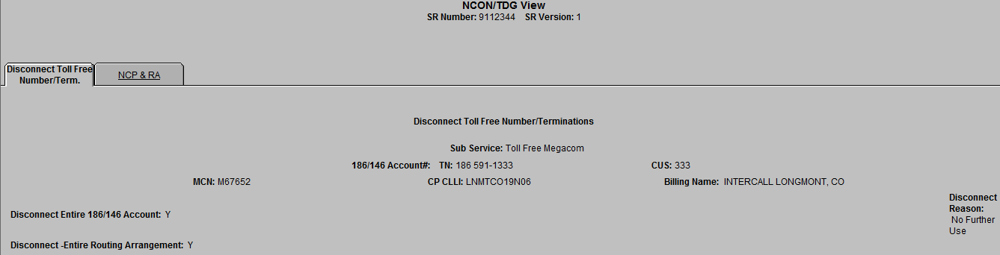 NCON/TDG View
SR Number: 9112344 SR Version: 1
Disconnect Toll Free
Number/Term.
NCP & RA
Disconnect Toll Free Number/Terminations
Sub Service: Toll Free Megacom
186/146 Account#: TN: 186 591-1333 CUS: 333
MCN: M67652 CP CLLI: LNMTCO19N06 Billing Name: INTERCALL LONGMONT, CO
Disconnect Entire 186/146 Account: Y
Disconnect
Reason:
No Further
Use
Disconnect -Entire Routing Arrangement: Y